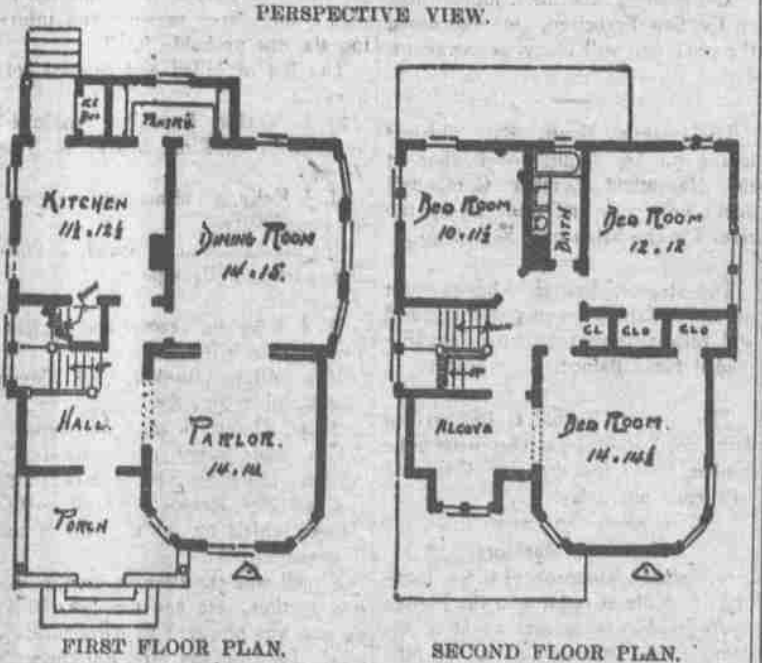 PERSPECTIVE VIEW.
PANTRY
KITCHEN
11½ . 12½
DINING ROOM
14 . 15.
HALL.
PARLOR.
14 . 14
PORCH
FIRST FLOOR PLAN.
BED ROOM
10 . 11½
BATH
BED ROOM
12 . 12
CL
CLO
CLO
UP
ALCOVE
BED ROOM.
14 . 14½
SECOND FLOOR PLAN.